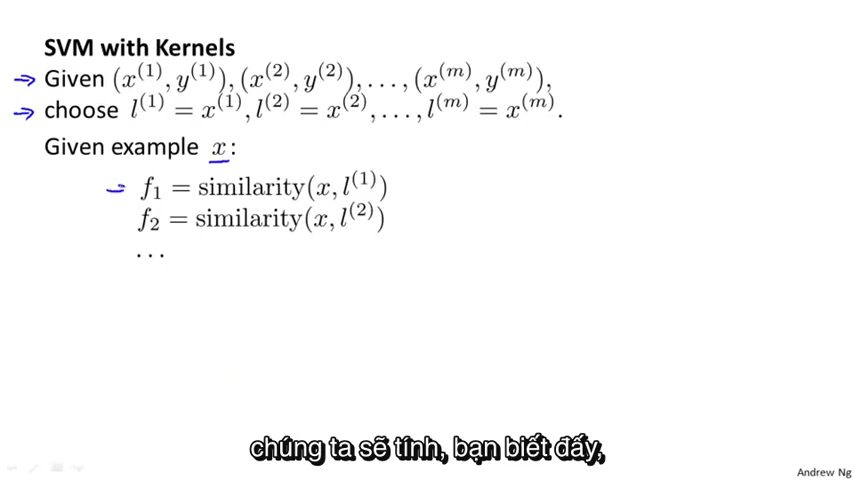 SVM with Kernels
→ Given (x^{(1)}, y^{(1)}), (x^{(2)}, y^{(2)}), . . . , (x^{(m)}, y^{(m)}),
→ choose l^{(1)} = x^{(1)}, l^{(2)} = x^{(2)}, . . . , l^{(m)} = x^{(m)}.
Given example x:
f_1 = similarity(x, l^{(1)})
f_2 = similarity(x, l^{(2)})
. . .
chúng ta sẽ tính, bạn biết đấy,
Andrew Ng